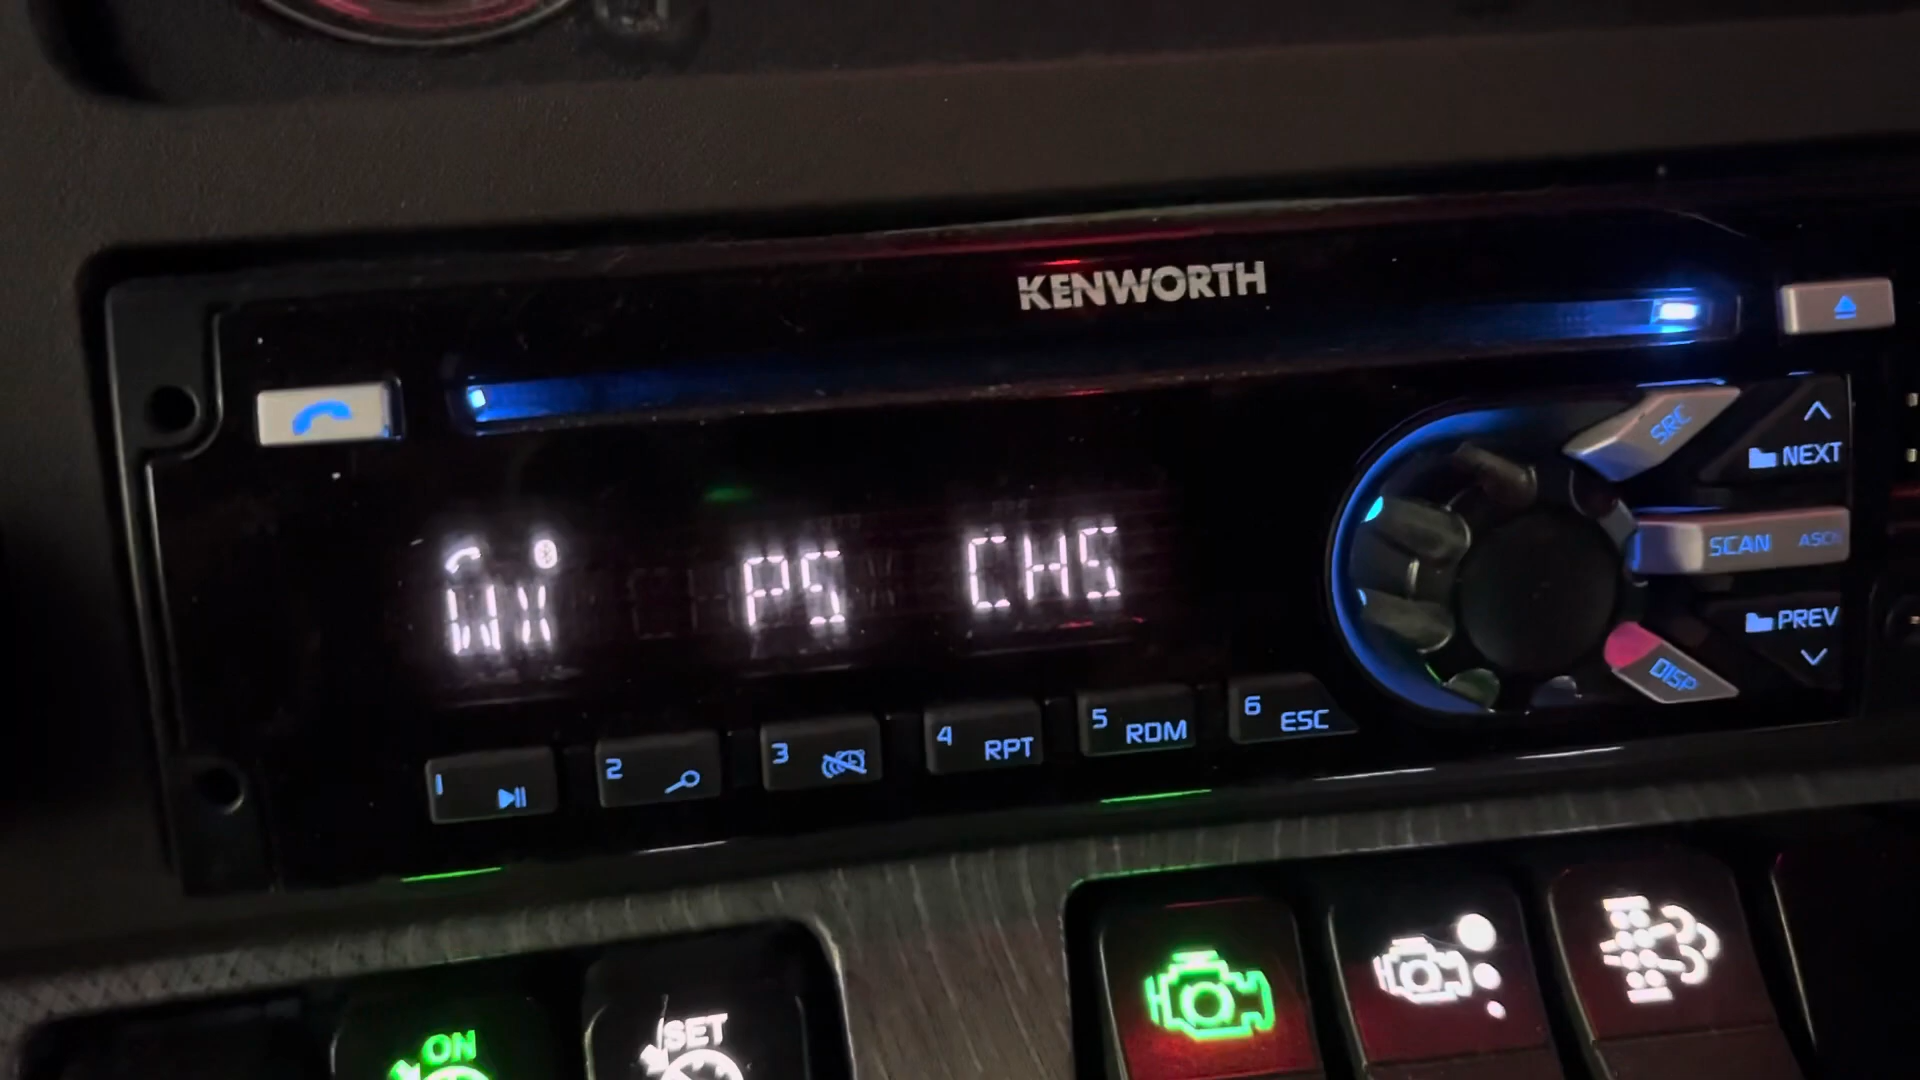 KENWORTH
SRC
NEXT
SCAN
PREV
DISP
WX PS CHS
1
2
3
4 RPT
5 RDM
6 ESC
ON
SET